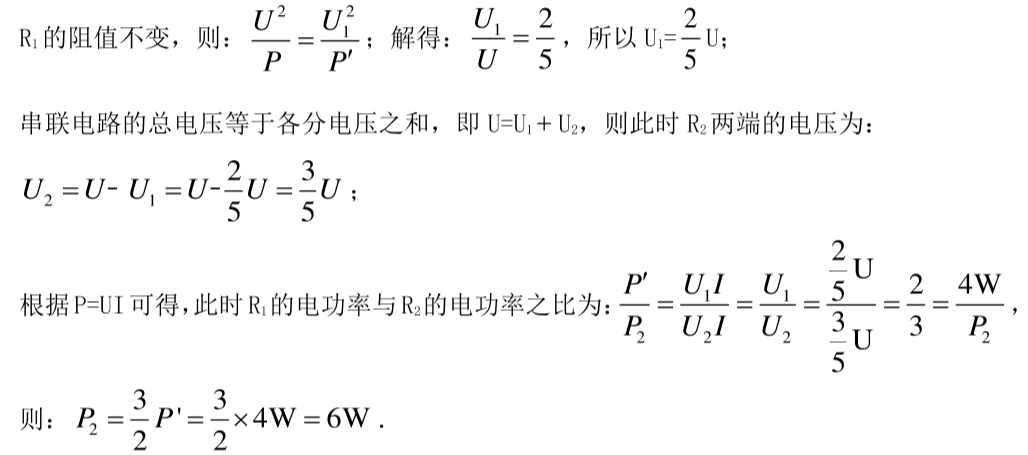 R₁的阻值不变，则：U²/P = U₁²/P′；解得：U₁/U = 2/5，所以 U₁=2/5 U；
串联电路的总电压等于各分电压之和，即 U=U₁＋U₂，则此时 R₂两端的电压为：
U₂ = U- U₁ = U-2/5 U = 3/5 U；
根据P=UI可得，此时R₁的电功率与R₂的电功率之比为：P′/P₂ = U₁I/U₂I = U₁/U₂ = (2/5 U)/(3/5 U) = 2/3 = 4W/P₂，
则：P₂ = 3/2 P' = 3/2 ×4W = 6W．